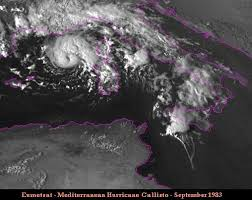 Eumetsat - Mediterranean Hurricane Callisto - September 1983